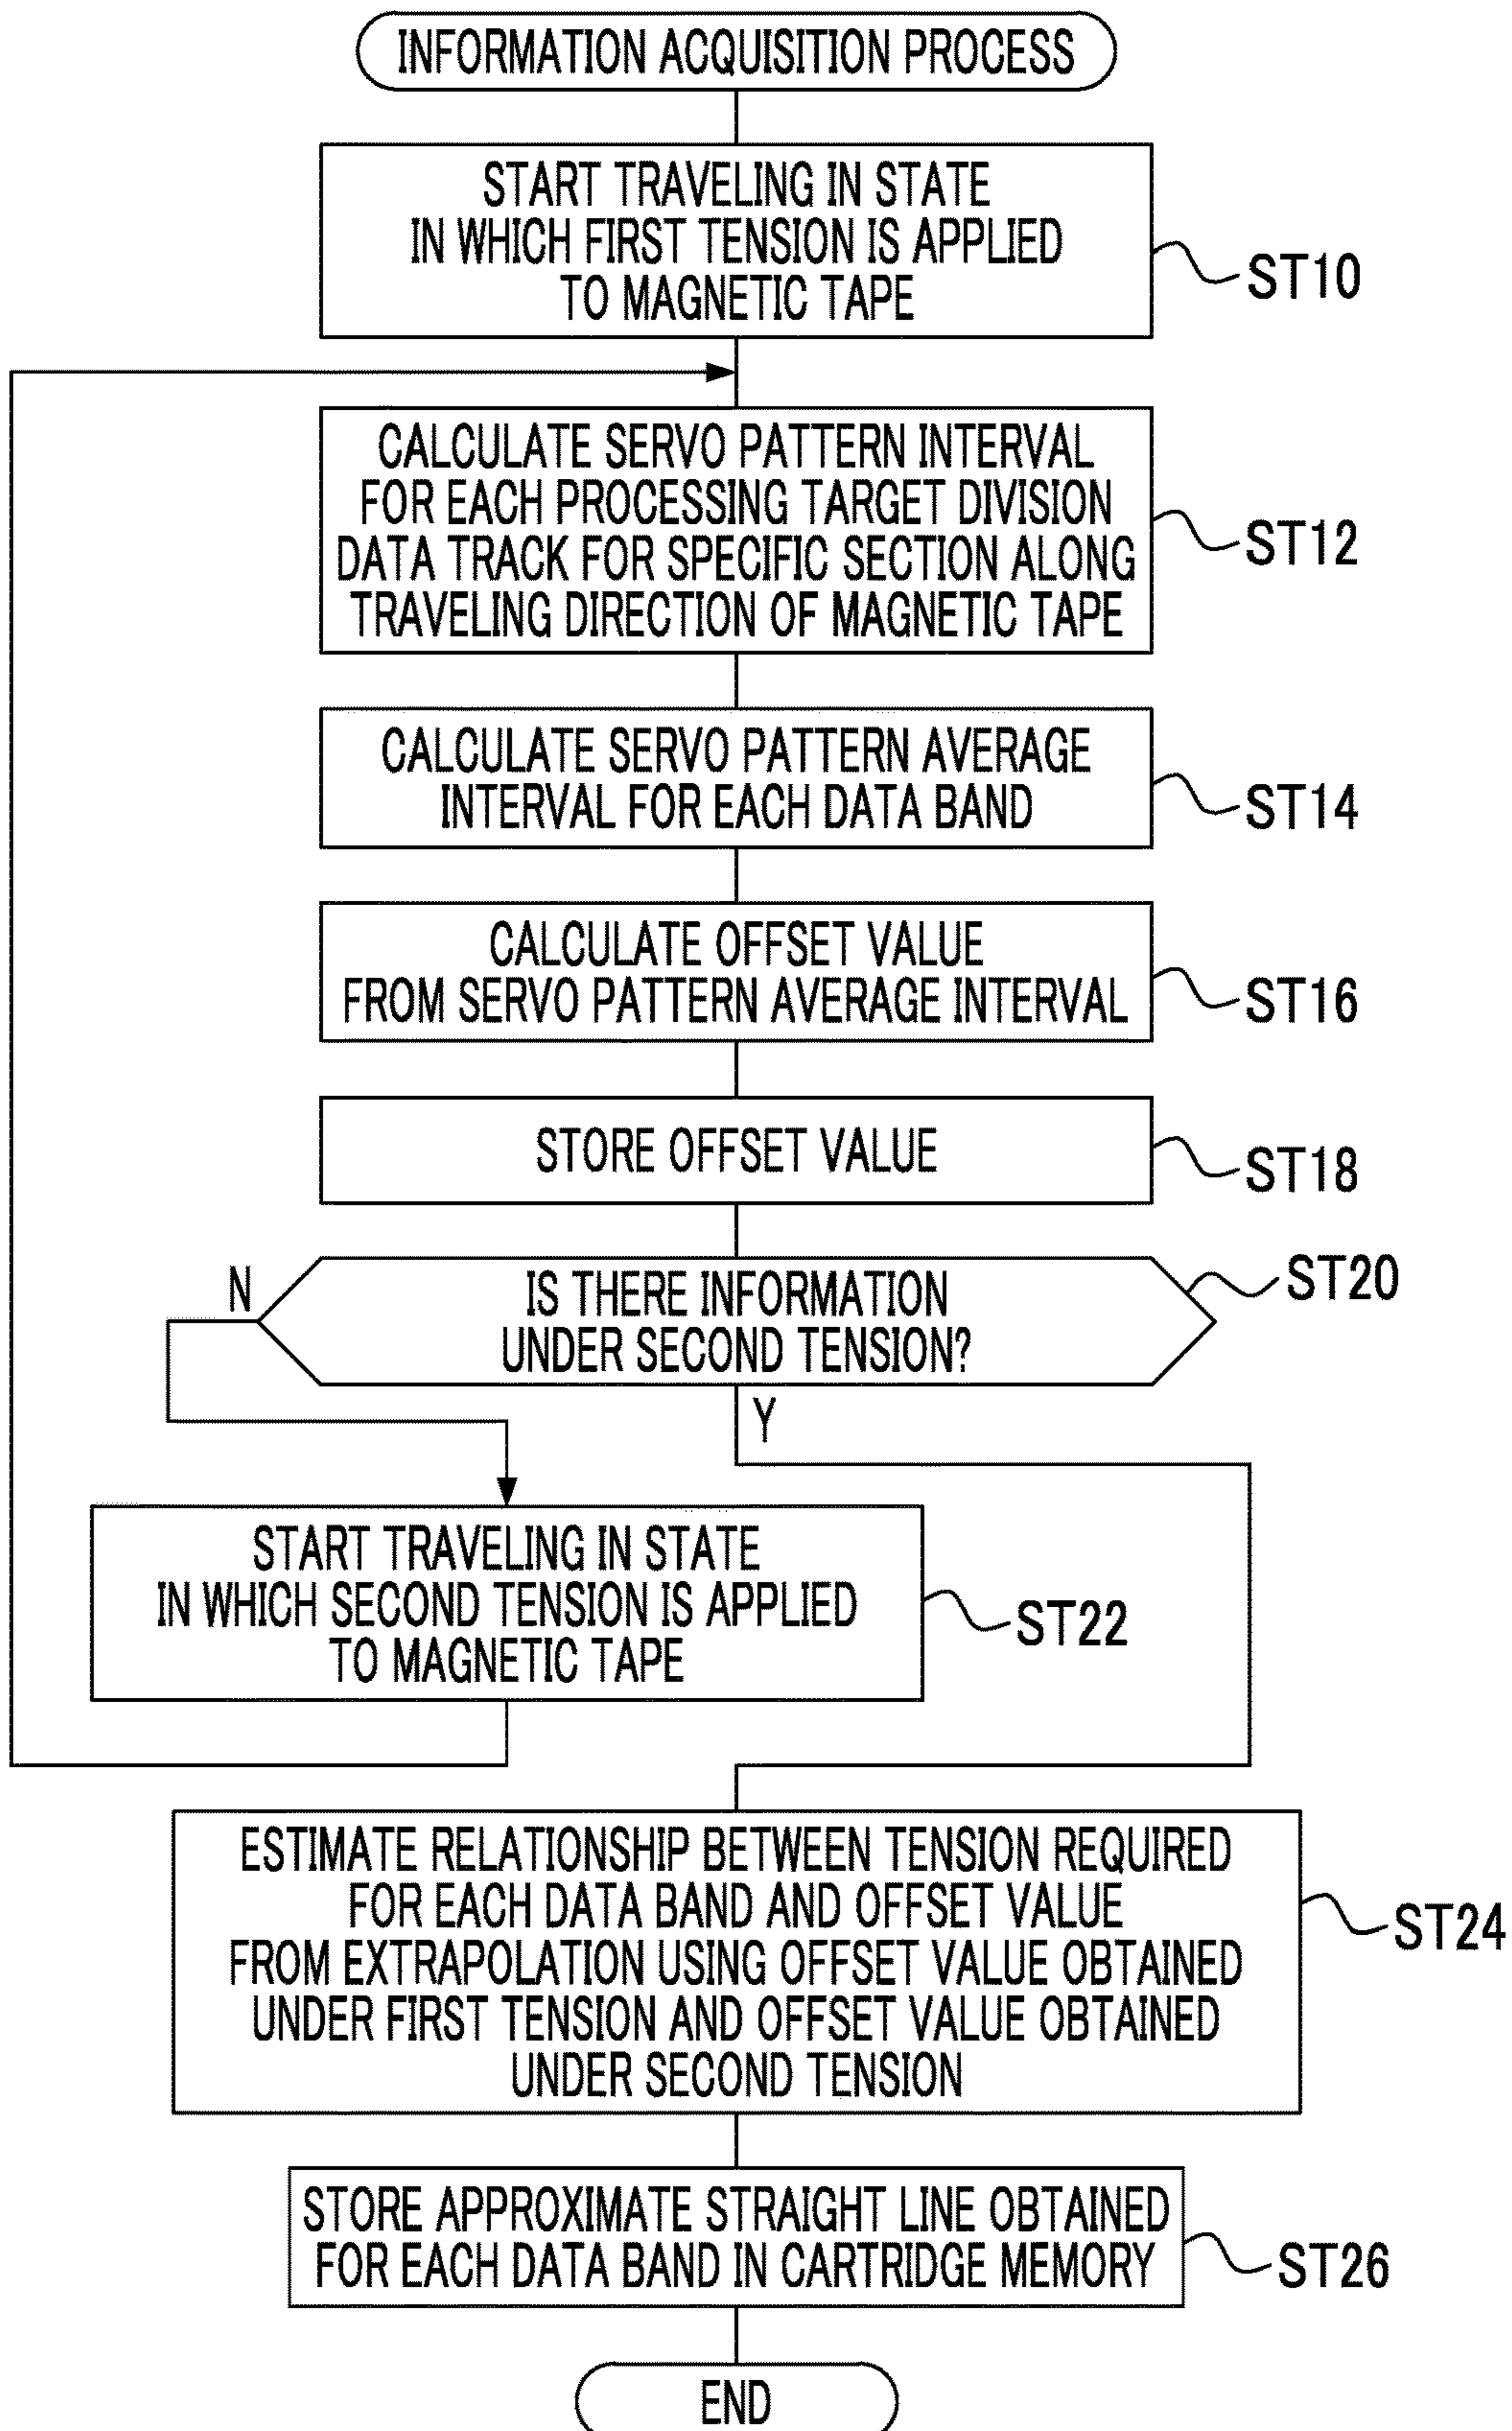 INFORMATION ACQUISITION PROCESS
START TRAVELING IN STATE
IN WHICH FIRST TENSION IS APPLIED
TO MAGNETIC TAPE
ST10
CALCULATE SERVO PATTERN INTERVAL
FOR EACH PROCESSING TARGET DIVISION
DATA TRACK FOR SPECIFIC SECTION ALONG
TRAVELING DIRECTION OF MAGNETIC TAPE
ST12
CALCULATE SERVO PATTERN AVERAGE
INTERVAL FOR EACH DATA BAND
ST14
CALCULATE OFFSET VALUE
FROM SERVO PATTERN AVERAGE INTERVAL
ST16
STORE OFFSET VALUE
ST18
IS THERE INFORMATION
UNDER SECOND TENSION?
ST20
N
Y
START TRAVELING IN STATE
IN WHICH SECOND TENSION IS APPLIED
TO MAGNETIC TAPE
ST22
ESTIMATE RELATIONSHIP BETWEEN TENSION REQUIRED
FOR EACH DATA BAND AND OFFSET VALUE
FROM EXTRAPOLATION USING OFFSET VALUE OBTAINED
UNDER FIRST TENSION AND OFFSET VALUE OBTAINED
UNDER SECOND TENSION
ST24
STORE APPROXIMATE STRAIGHT LINE OBTAINED
FOR EACH DATA BAND IN CARTRIDGE MEMORY
ST26
END